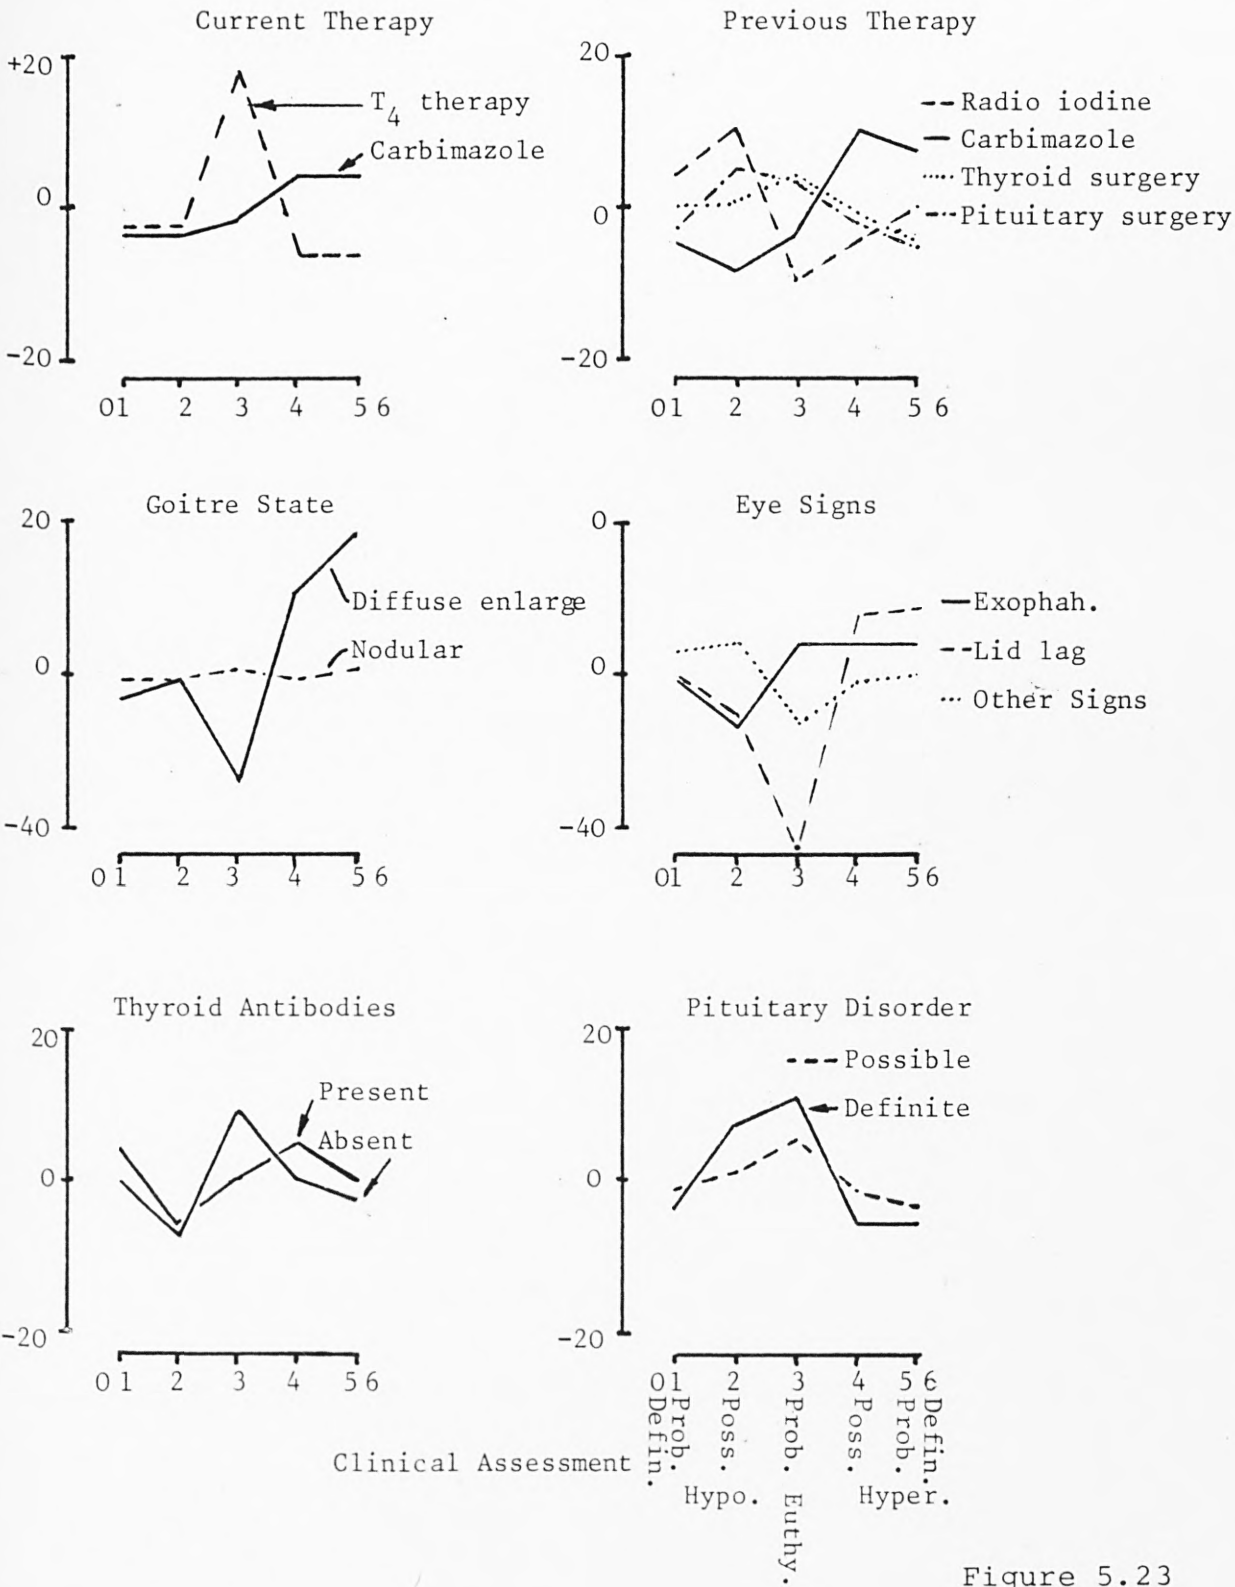 Current Therapy
+20
0
-20
T4 therapy
Carbimazole
01 2 3 4 5 6
Previous Therapy
20
0
-20
Radio iodine
Carbimazole
Thyroid surgery
Pituitary surgery
01 2 3 4 5 6
Goitre State
20
0
-40
Diffuse enlarge
Nodular
01 2 3 4 5 6
Eye Signs
0
0
-40
Exophah.
Lid lag
Other Signs
01 2 3 4 5 6
Thyroid Antibodies
20
0
-20
Present
Absent
01 2 3 4 5 6
Pituitary Disorder
20
0
-20
Possible
Definite
01 2 3 4 5 6
Clinical Assessment
Defin.
Prob.
Poss.
Prob. Euthy.
Poss.
Prob.
Defin.
Hypo.
Hyper.
Figure 5.23